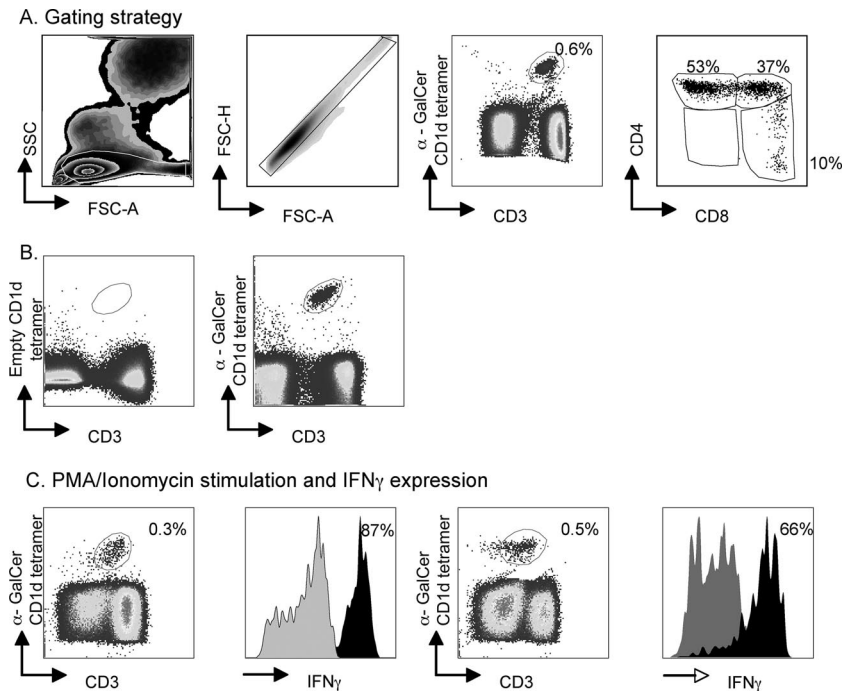 A. Gating strategy
SSC
FSC-A
FSC-H
FSC-A
α - GalCer
CD1d tetramer
0.6%
CD3
CD4
53%
37%
10%
CD8
B.
Empty CD1d
tetramer
CD3
α - GalCer
CD1d tetramer
CD3
C. PMA/Ionomycin stimulation and IFNγ expression
α- GalCer
CD1d tetramer
0.3%
CD3
87%
IFNγ
α- GalCer
CD1d tetramer
0.5%
CD3
66%
IFNγ